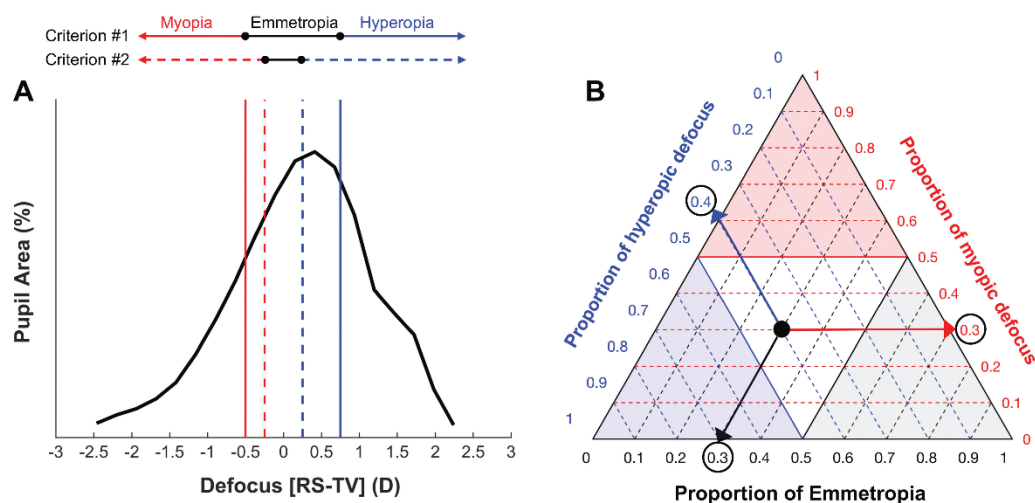 Myopia Emmetropia Hyperopia
Criterion #1
Criterion #2
A
Pupil Area (%)
-3 -2.5 -2 -1.5 -1 -0.5 0 0.5 1 1.5 2 2.5 3
Defocus [RS-TV] (D)
B
Proportion of hyperopic defocus
0
0.1
0.2
0.3
0.4
0.5
0.6
0.7
0.8
0.9
1
Proportion of myopic defocus
1
0.9
0.8
0.7
0.6
0.5
0.4
0.3
0.2
0.1
0
0 0.1 0.2 0.3 0.4 0.5 0.6 0.7 0.8 0.9 1
Proportion of Emmetropia